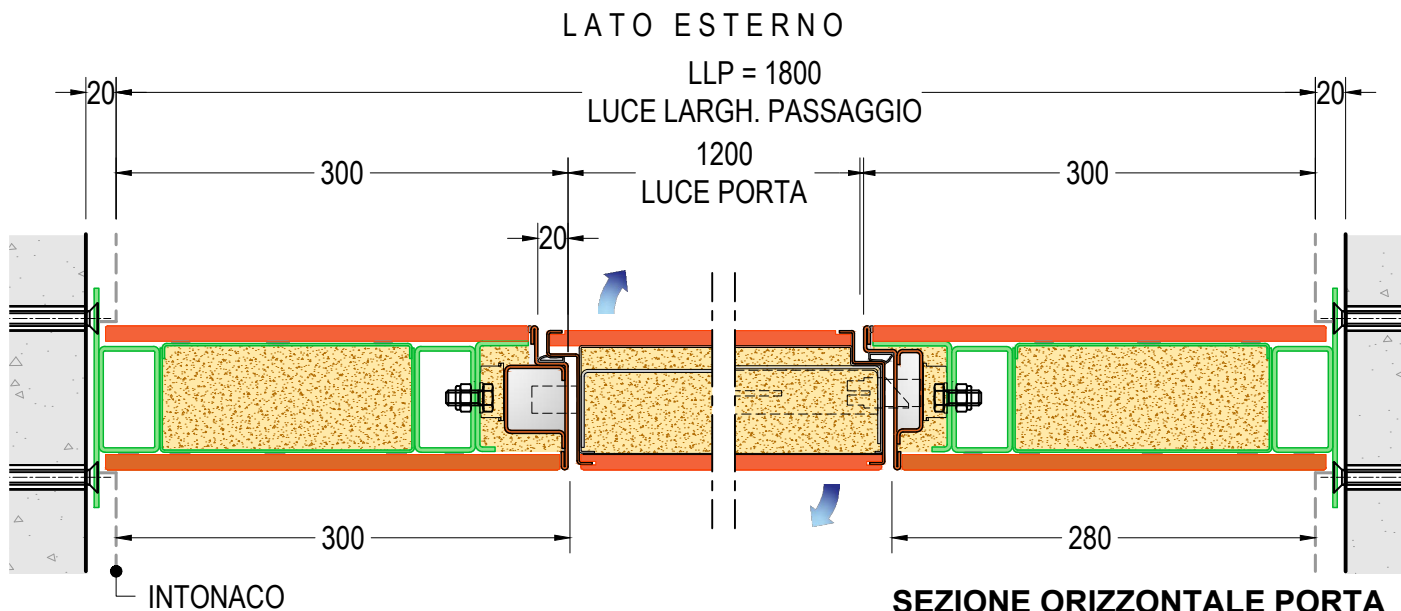 LATO ESTERNO
LLP = 1800
20
20
LUCE LARGH. PASSAGGIO
300
1200
300
LUCE PORTA
20
300
280
INTONACO
SEZIONE ORIZZONTALE PORTA